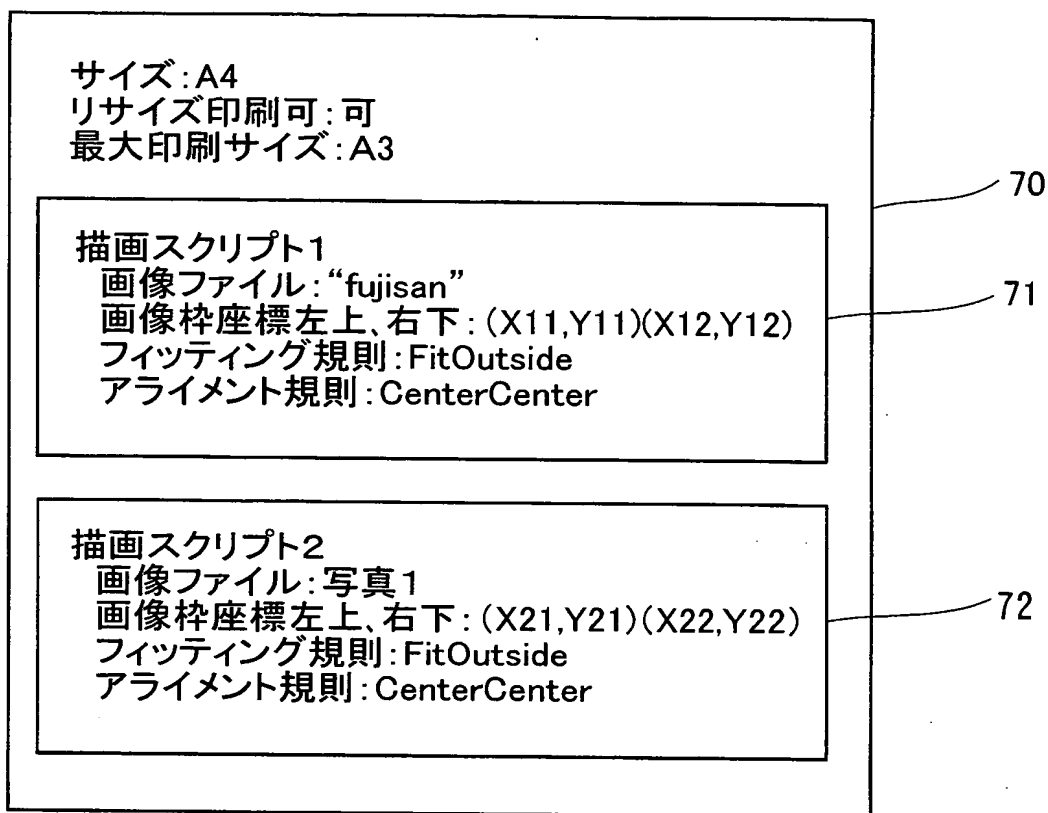 サイズ:A4
リサイズ印刷可:可
最大印刷サイズ:A3
70
描画スクリプト1
画像ファイル:“fujisan”
画像枠座標左上、右下:(X11,Y11)(X12,Y12)
フィッティング規則:FitOutside
アライメント規則:CenterCenter
71
描画スクリプト2
画像ファイル:写真1
画像枠座標左上、右下:(X21,Y21)(X22,Y22)
フィッティング規則:FitOutside
アライメント規則:CenterCenter
72